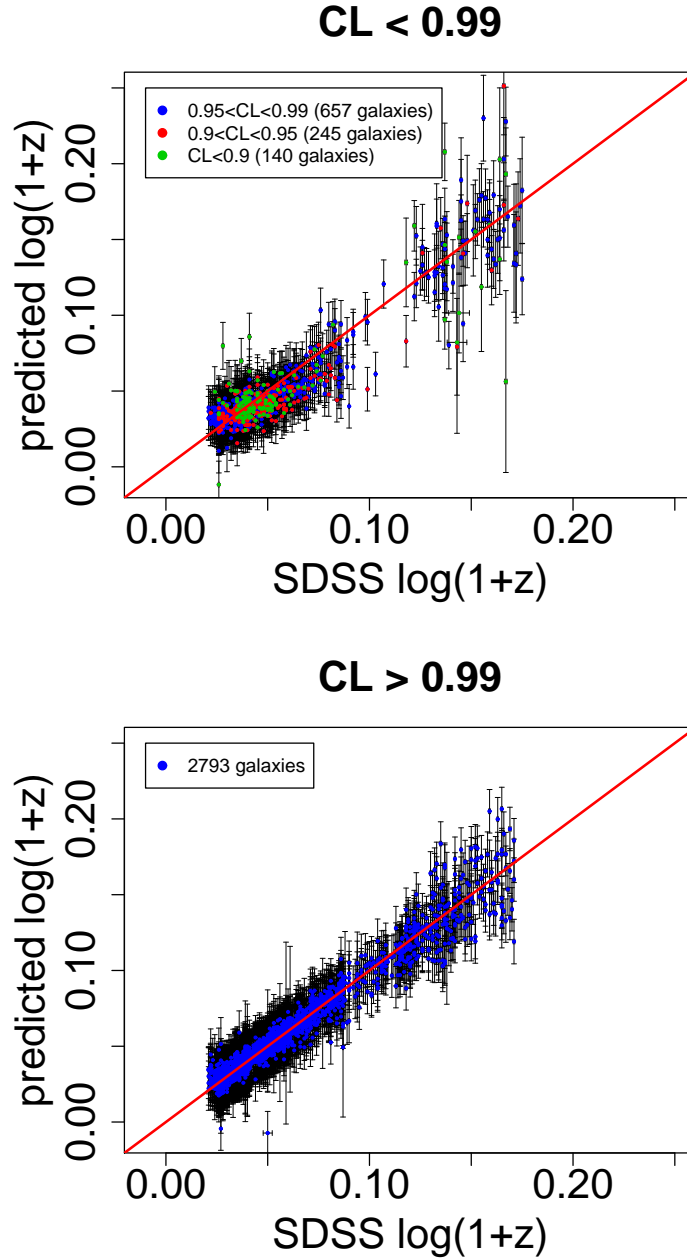 CL < 0.99
0.95<CL<0.99 (657 galaxies)
0.9<CL<0.95 (245 galaxies)
CL<0.9 (140 galaxies)
predicted log(1+z)
0.20
0.10
0.00
0.00 0.10 0.20
SDSS log(1+z)
CL > 0.99
2793 galaxies
predicted log(1+z)
0.20
0.10
0.00
0.00 0.10 0.20
SDSS log(1+z)